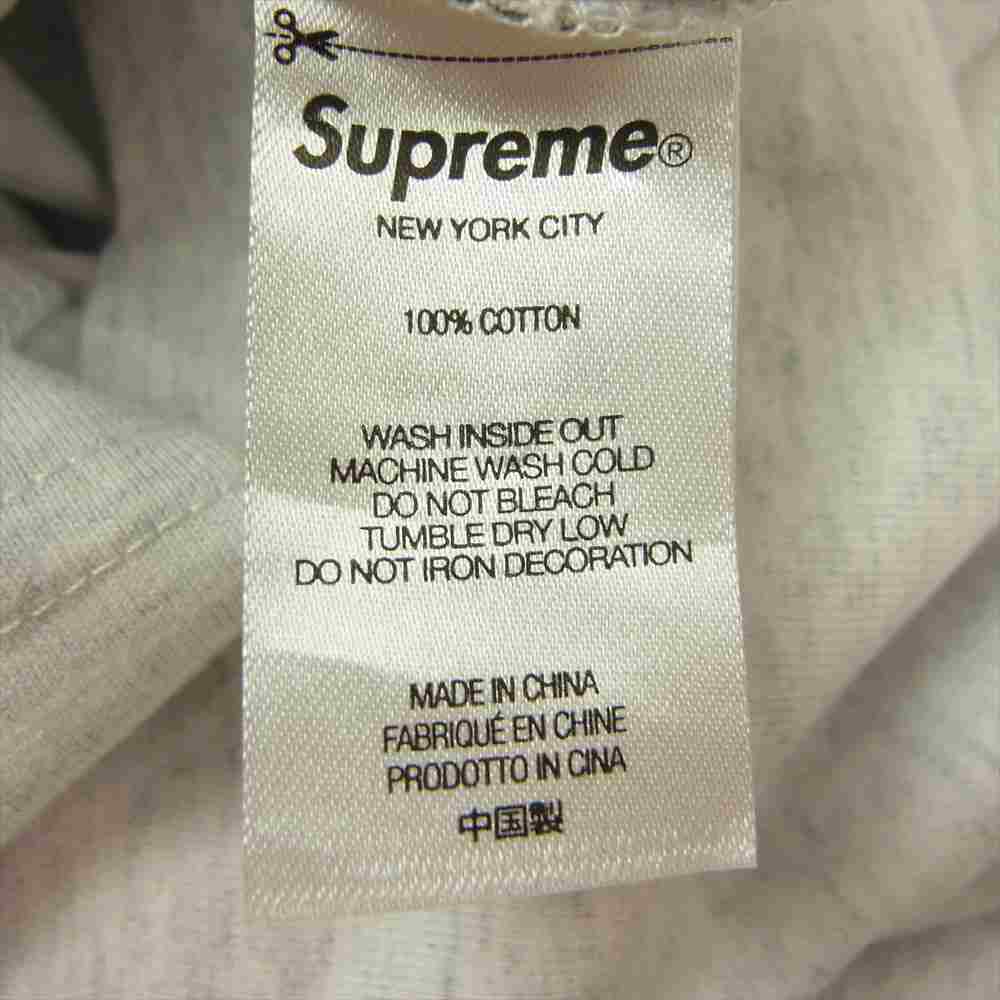 Supreme®
NEW YORK CITY
100% COTTON
WASH INSIDE OUT
MACHINE WASH COLD
DO NOT BLEACH
TUMBLE DRY LOW
DO NOT IRON DECORATION
MADE IN CHINA
FABRIQUÉ EN CHINE
PRODOTTO IN CINA
中国製